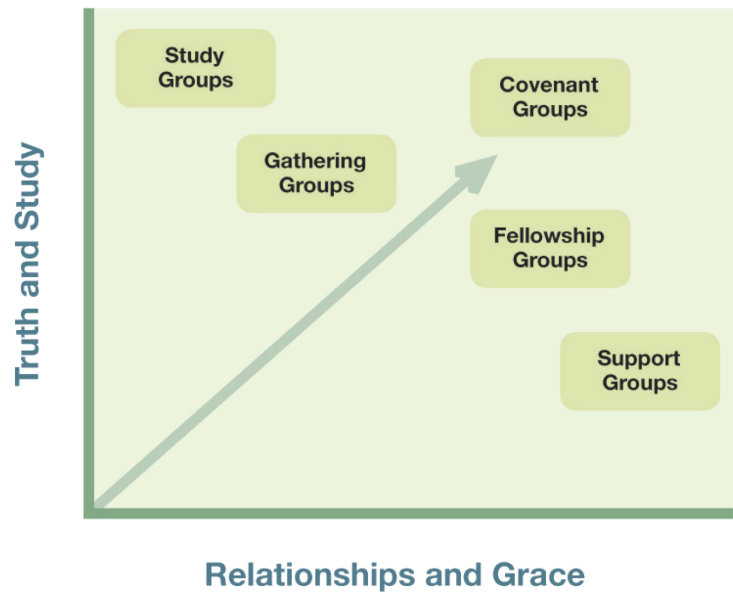 Study
Groups
Covenant
Groups
Gathering
Groups
Fellowship
Groups
Support
Groups
Truth and Study
Relationships and Grace